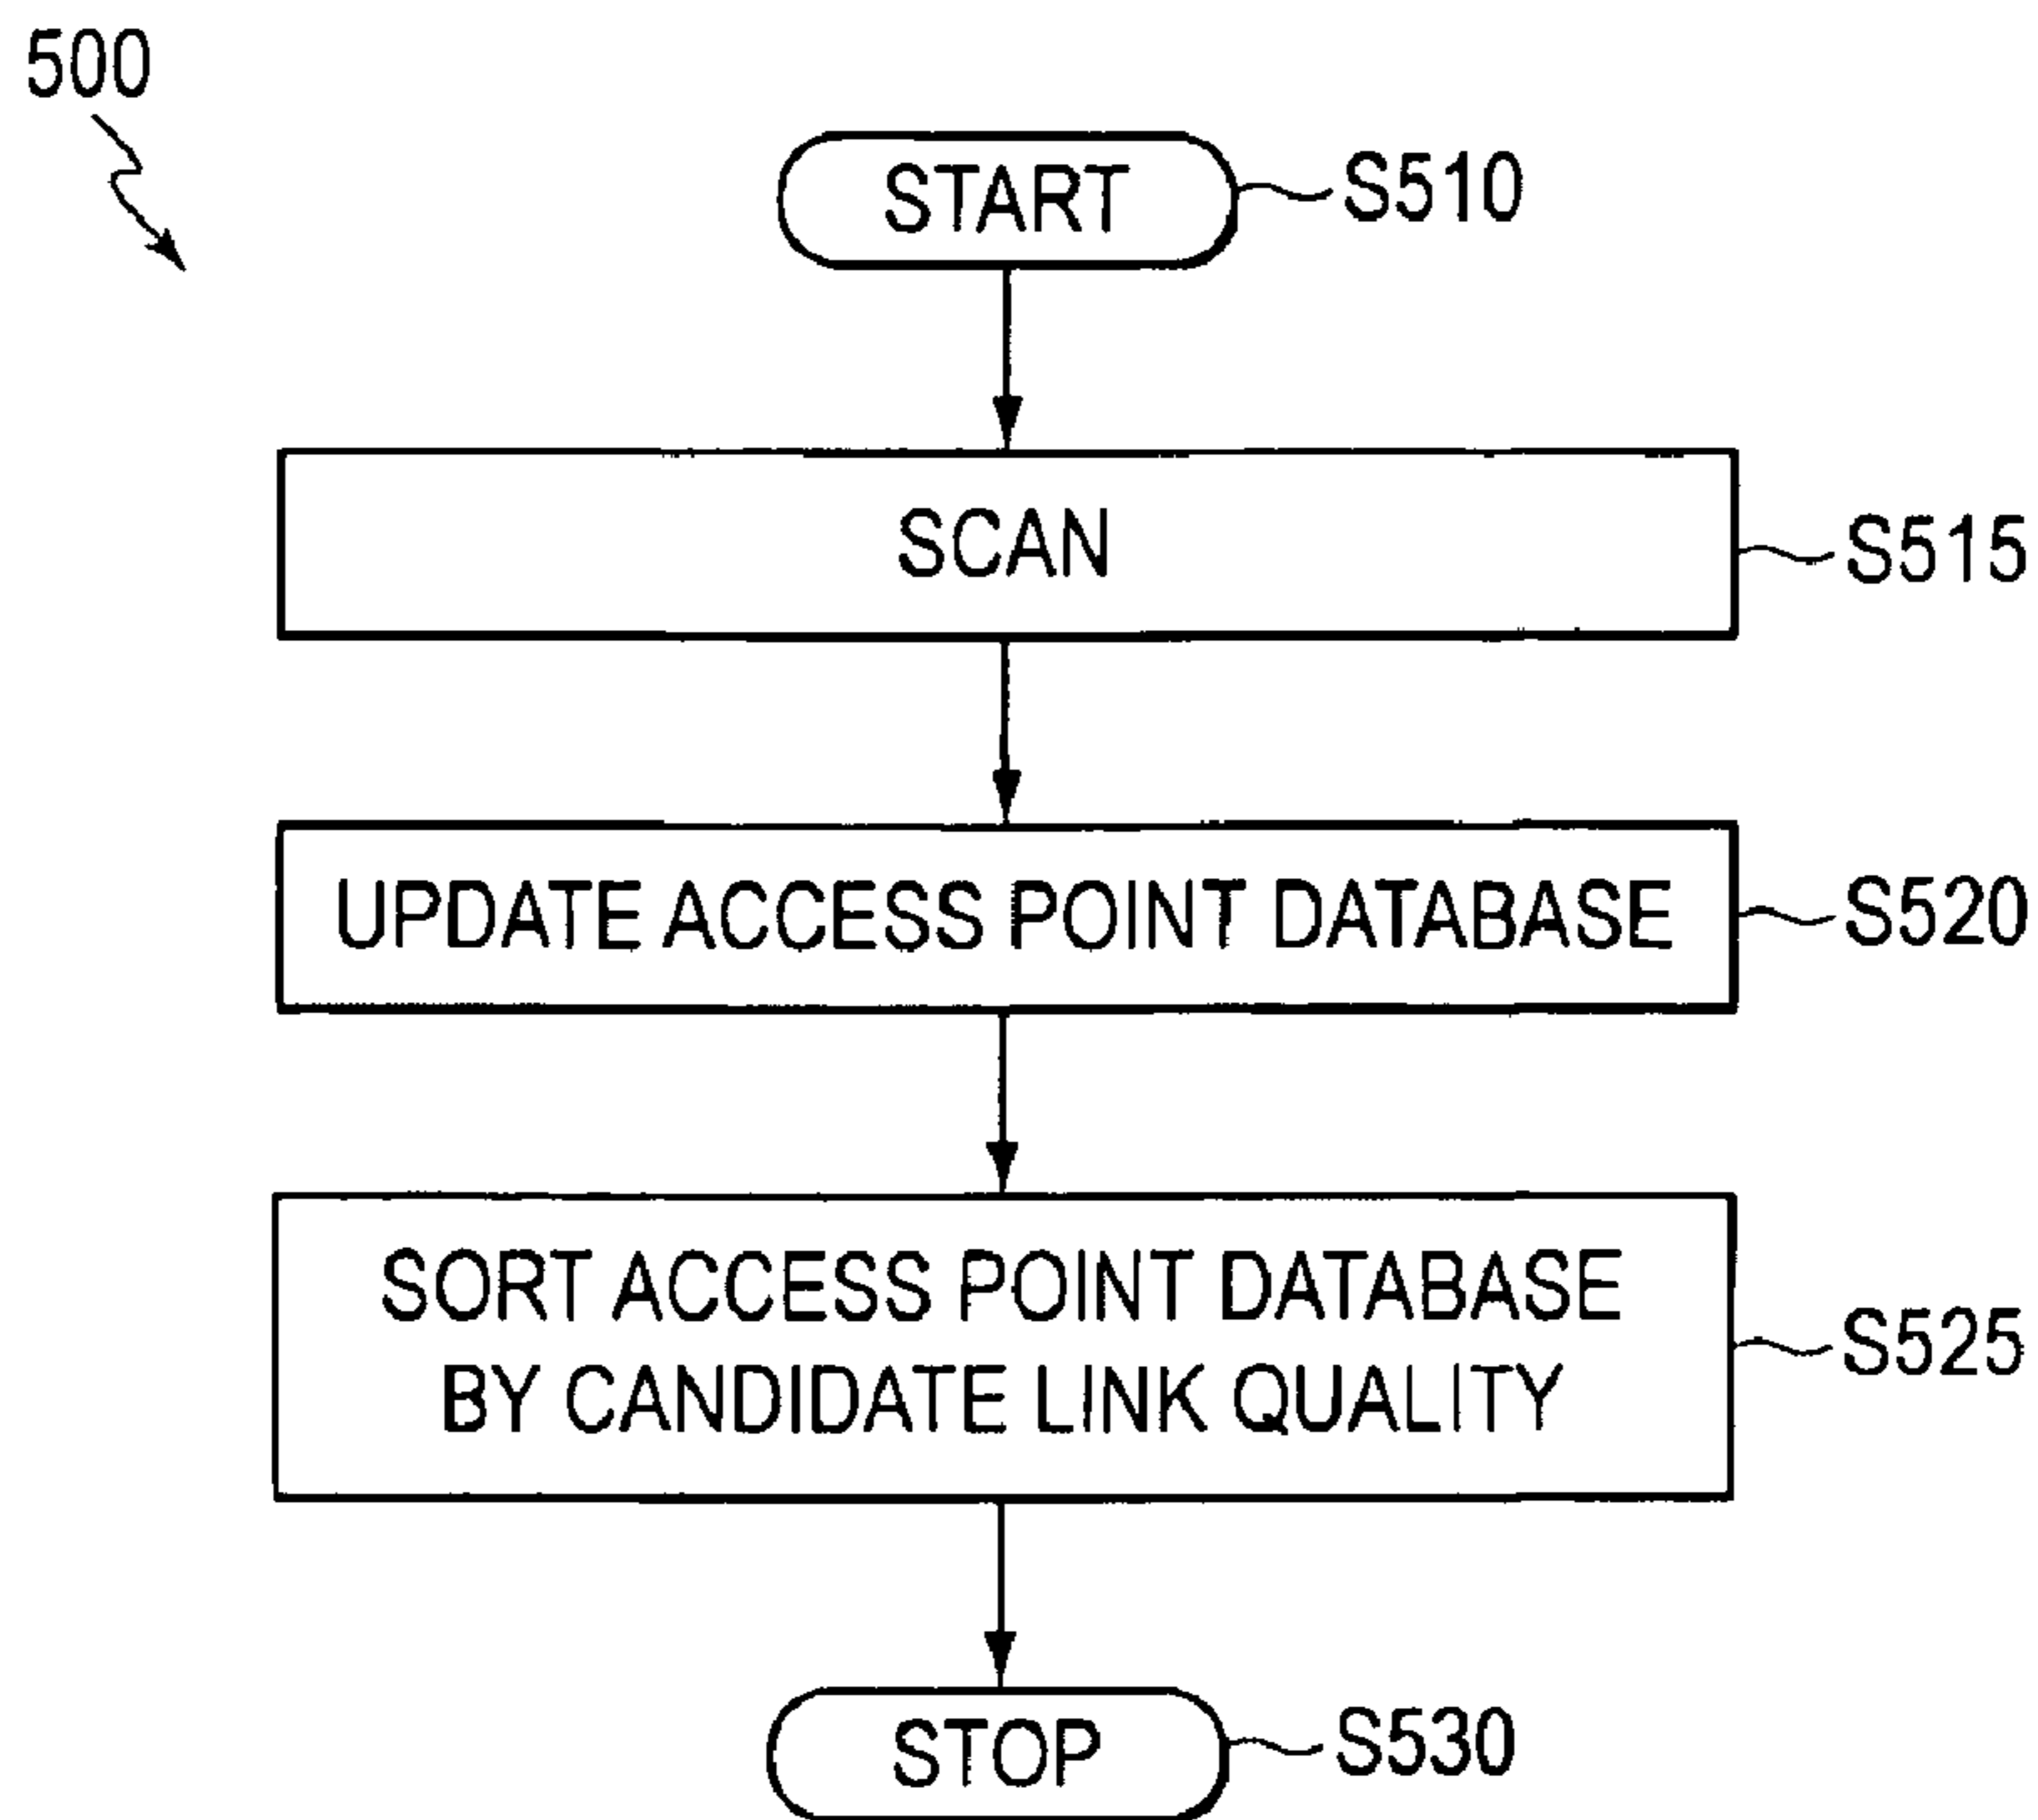 500
START
S510
SCAN
S515
UPDATE ACCESS POINT DATABASE
S520
SORT ACCESS POINT DATABASE
BY CANDIDATE LINK QUALITY
S525
STOP
S530